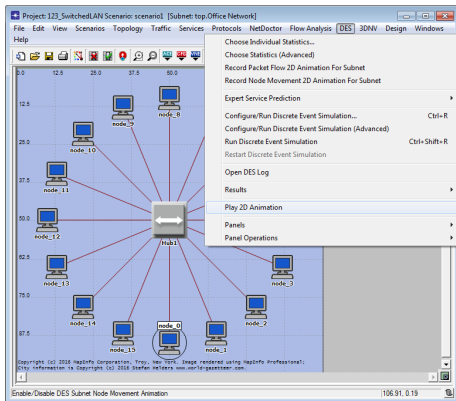 Project: 123_SwitchedLAN Scenario: scenario1 [Subnet: top.Office Network]
File Edit View Scenarios Topology Traffic Services Protocols NetDoctor Flow Analysis DES 3DNV Design Windows
Help
Choose Individual Statistics...
Choose Statistics (Advanced)
Record Packet Flow 2D Animation For Subnet
Record Node Movement 2D Animation For Subnet
Expert Service Prediction
Configure/Run Discrete Event Simulation... Ctrl+R
Configure/Run Discrete Event Simulation (Advanced)
Run Discrete Event Simulation Ctrl+Shift+R
Restart Discrete Event Simulation
Open DES Log
Results
Play 2D Animation
Panels
Panel Operations
0.0 12.5 25.0 37.5 50.0
12.5
25.0
37.5
50.0
62.5
75.0
87.5
node_8
node_9
node_10
node_11
node_12
Hub1
node_13
node_3
node_14
node_2
node_0
node_15
node_1
Copyright (c) 2016 MapInfo Corporation, Troy, New York. Image rendered using MapInfo Professional;
City information is Copyright (c) 2016 Stefan Helders www.world-gazetteer.com.
Enable/Disable DES Subnet Node Movement Animation 106.91, 0.19